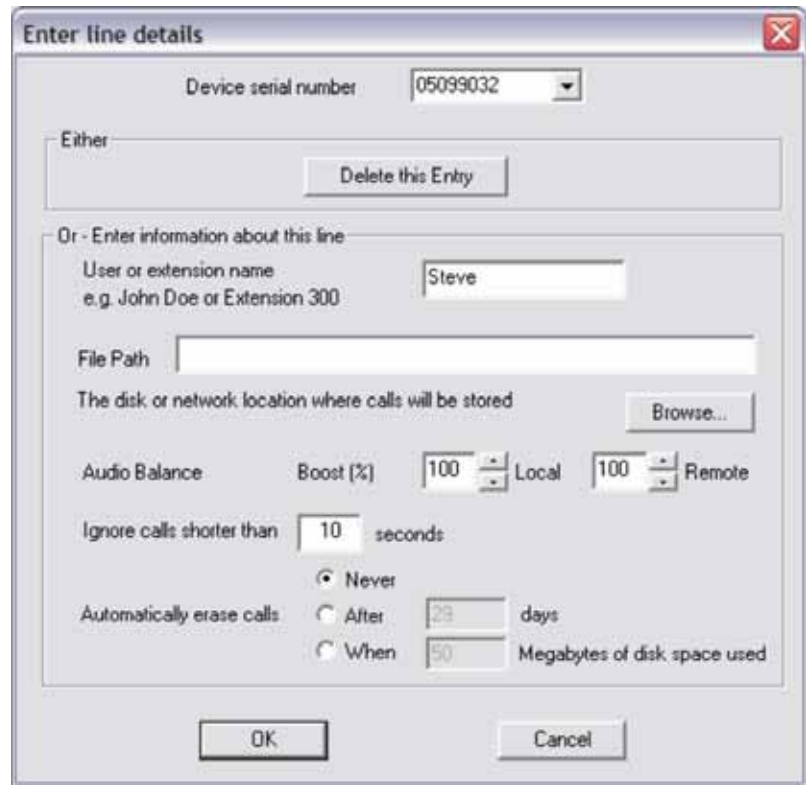 Enter line details
Device serial number 05099032
Either
Delete this Entry
Or - Enter information about this line
User or extension name
e.g. John Doe or Extension 300
Steve
File Path
The disk or network location where calls will be stored
Browse...
Audio Balance Boost (%) 100 Local 100 Remote
Ignore calls shorter than 10 seconds
Never
Automatically erase calls After 29 days
When 50 Megabytes of disk space used
OK Cancel